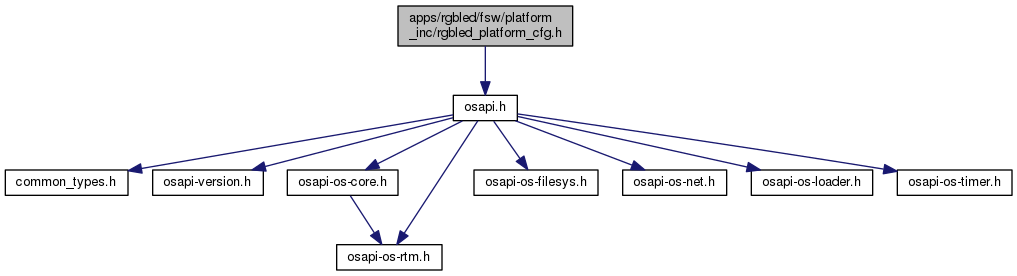 apps/rgbled/fsw/platform
_inc/rgbled_platform_cfg.h
osapi.h
common_types.h
osapi-version.h
osapi-os-core.h
osapi-os-filesys.h
osapi-os-net.h
osapi-os-loader.h
osapi-os-timer.h
osapi-os-rtm.h